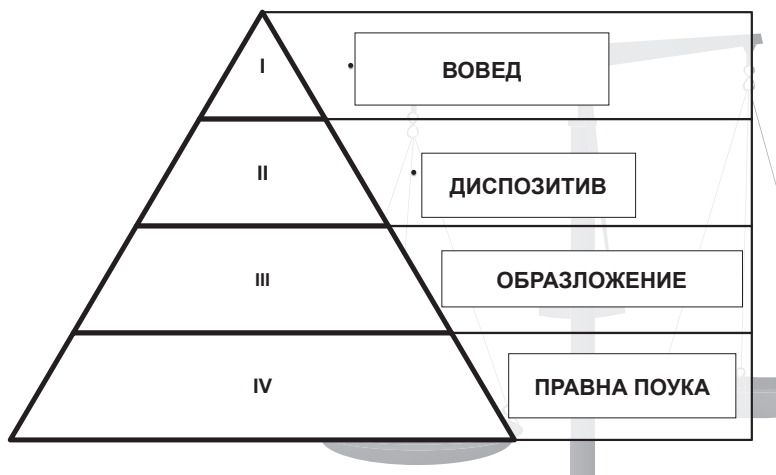 I
ВОВЕД
II
ДИСПОЗИТИВ
III
ОБРАЗЛОЖЕНИЕ
IV
ПРАВНА ПОУКА